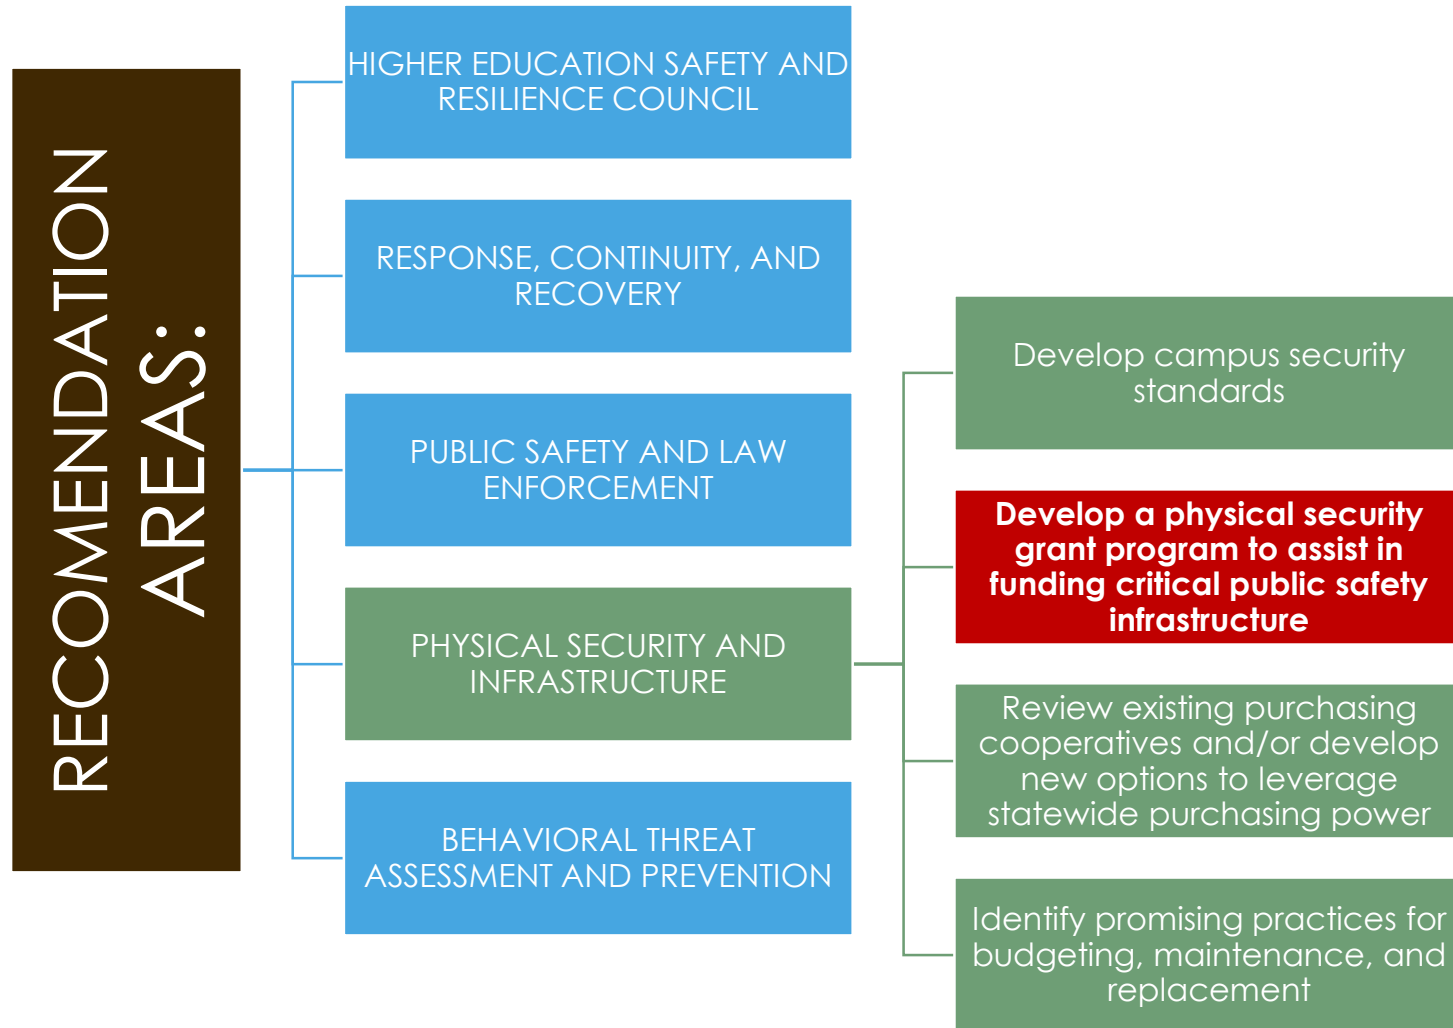 RECOMENDATION
AREAS:
HIGHER EDUCATION SAFETY AND
RESILIENCE COUNCIL
RESPONSE, CONTINUITY, AND
RECOVERY
PUBLIC SAFETY AND LAW
ENFORCEMENT
PHYSICAL SECURITY AND
INFRASTRUCTURE
BEHAVIORAL THREAT
ASSESSMENT AND PREVENTION
Develop campus security
standards
Develop a physical security
grant program to assist in
funding critical public safety
infrastructure
Review existing purchasing
cooperatives and/or develop
new options to leverage
statewide purchasing power
Identify promising practices for
budgeting, maintenance, and
replacement